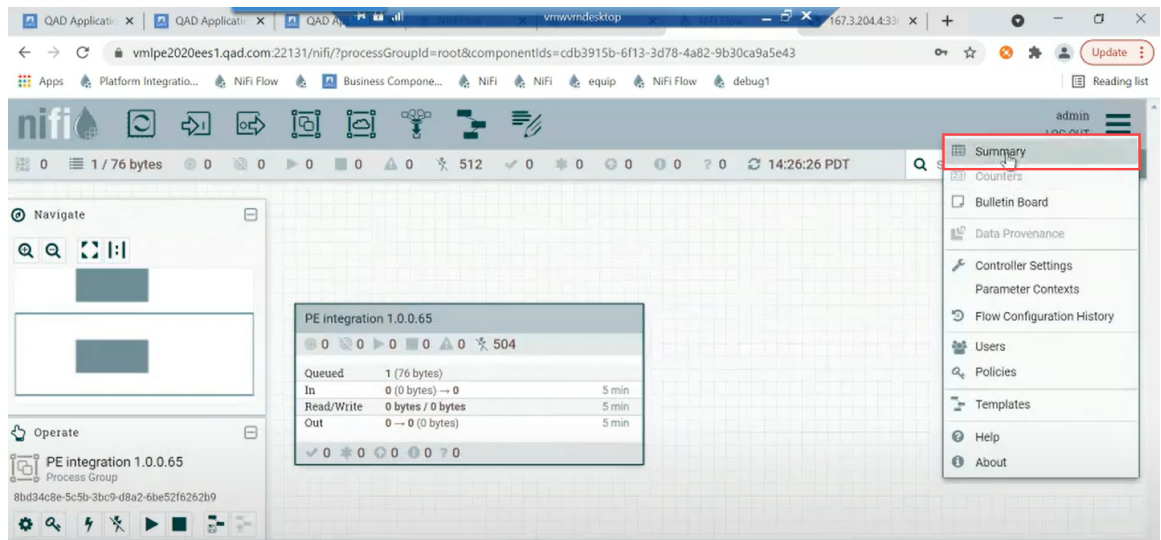 QAD Applicatio
QAD Applicatio
QAD A
vmwvrndesktop
167.3.204.4:33
vmlpe2020ees1.qad.com:22131/nifi/?processGroupId=root&componentIds=cdb3915b-6f13-3d78-4a82-9b30ca9a5e43
Update
Apps
Platform Integratio...
NiFi Flow
Business Compone...
NiFi
NiFi
equip
NiFi Flow
debug1
Reading list
nifi
admin
LOG OUT
0
1 / 76 bytes
0
0
0
0
0
512
0
0
0
0
0
14:26:26 PDT
Summary
Counters
Bulletin Board
Data Provenance
Controller Settings
Parameter Contexts
Flow Configuration History
Users
Policies
Templates
Help
About
Navigate
PE integration 1.0.0.65
0 0 0 0 0 504
Queued 1 (76 bytes)
In 0 (0 bytes) → 0 5 min
Read/Write 0 bytes / 0 bytes 5 min
Out 0 → 0 (0 bytes) 5 min
0 0 0 0 ? 0
Operate
PE integration 1.0.0.65
Process Group
8bd34c8e-5c5b-3bc9-d8a2-6be52f6262b9